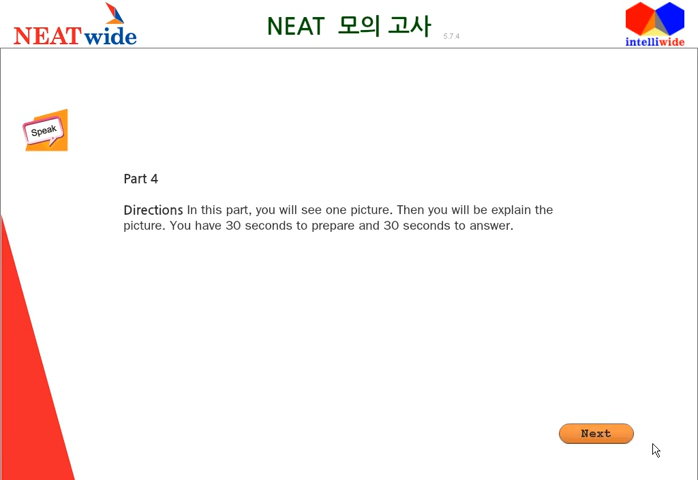 NEATwide
NEAT 모의 고사 5.7.4
intelliwide
Speak
Part 4
Directions In this part, you will see one picture. Then you will be explain the
picture. You have 30 seconds to prepare and 30 seconds to answer.
Next